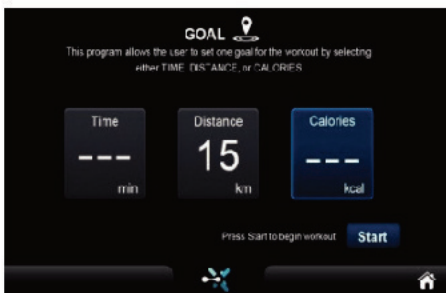 GOAL
This program allows the user to set one goal for the workout by selecting
either TIME, DISTANCE, or CALORIES
Time
Distance
Calories
---
15
---
min
km
kcal
Press Start to begin workout
Start